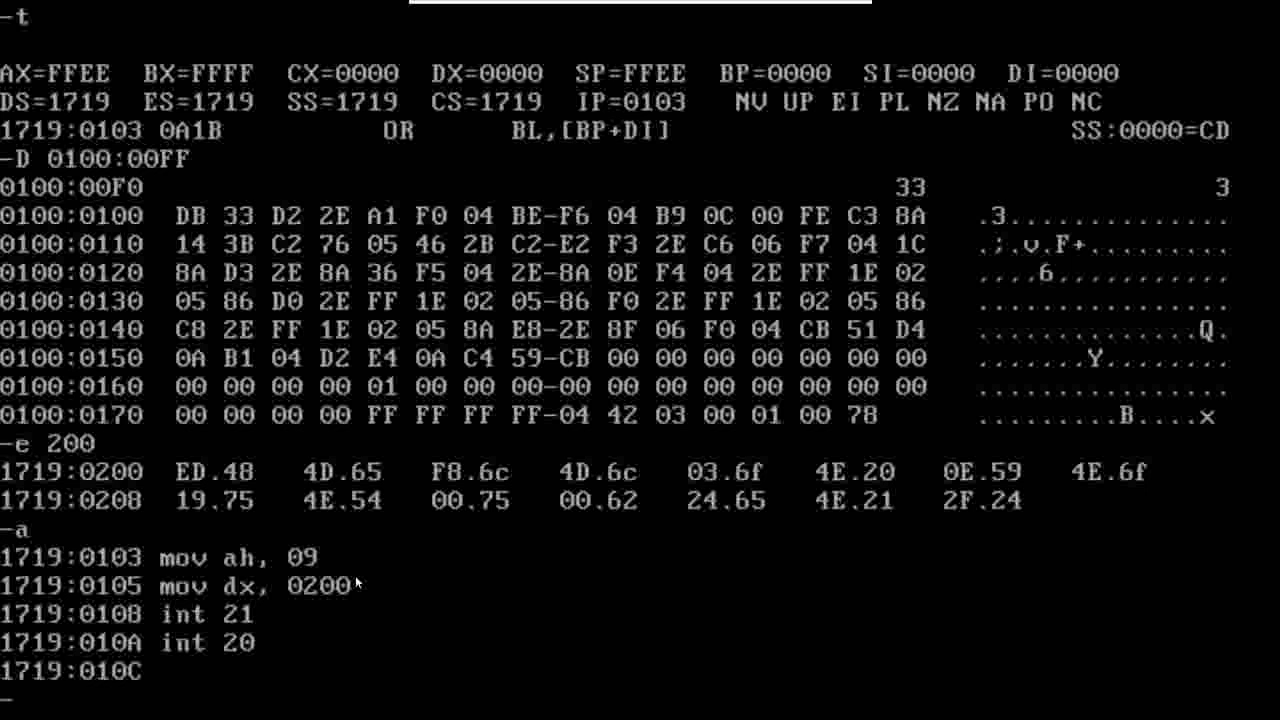 -t
AX=FFEE  BX=FFFF  CX=0000  DX=0000  SP=FFEE  BP=0000  SI=0000  DI=0000
DS=1719  ES=1719  SS=1719  CS=1719  IP=0103   NV UP EI PL NZ NA PO NC
1719:0103 0A1B          OR      BL,[BP+DI]                         SS:0000=CD
-D 0100:00FF
0100:00F0                                               33                  3
0100:0100  DB 33 D2 2E A1 F0 04 BE-F6 04 B9 0C 00 FE C3 8A   .3..............
0100:0110  14 3B C2 76 05 46 2B C2-E2 F3 2E C6 06 F7 04 1C   .;.v.F+.........
0100:0120  8A D3 2E 8A 36 F5 04 2E-8A 0E F4 04 2E FF 1E 02   ....6...........
0100:0130  05 86 D0 2E FF 1E 02 05-86 F0 2E FF 1E 02 05 86   ................
0100:0140  C8 2E FF 1E 02 05 8A E8-2E 8F 06 F0 04 CB 51 D4   ..............Q.
0100:0150  0A B1 04 D2 E4 0A C4 59-CB 00 00 00 00 00 00 00   .......Y........
0100:0160  00 00 00 00 01 00 00 00-00 00 00 00 00 00 00 00   ................
0100:0170  00 00 00 00 FF FF FF FF-04 42 03 00 01 00 78      .........B....x
-e 200
1719:0200  ED.48   4D.65   F8.6c   4D.6c   03.6f   4E.20   0E.59   4E.6f
1719:0208  19.75   4E.54   00.75   00.62   24.65   4E.21   2F.24
-a
1719:0103 mov ah, 09
1719:0105 mov dx, 0200
1719:0108 int 21
1719:010A int 20
1719:010C
-